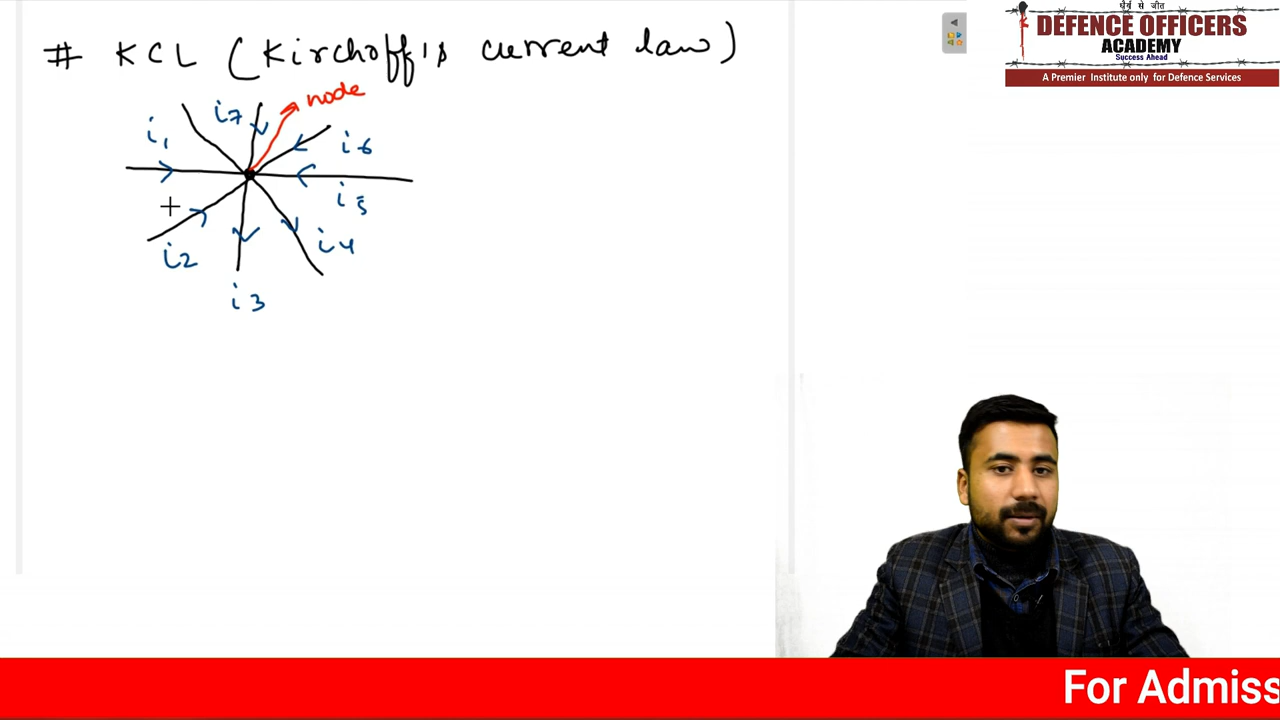 # KCL (Kirchoff's current law)
node
i7
i1
i6
i5
+
i2
i4
i3
धैर्य से जीत
DEFENCE OFFICERS
ACADEMY
Success Ahead
A Premier Institute only for Defence Services
For Admiss